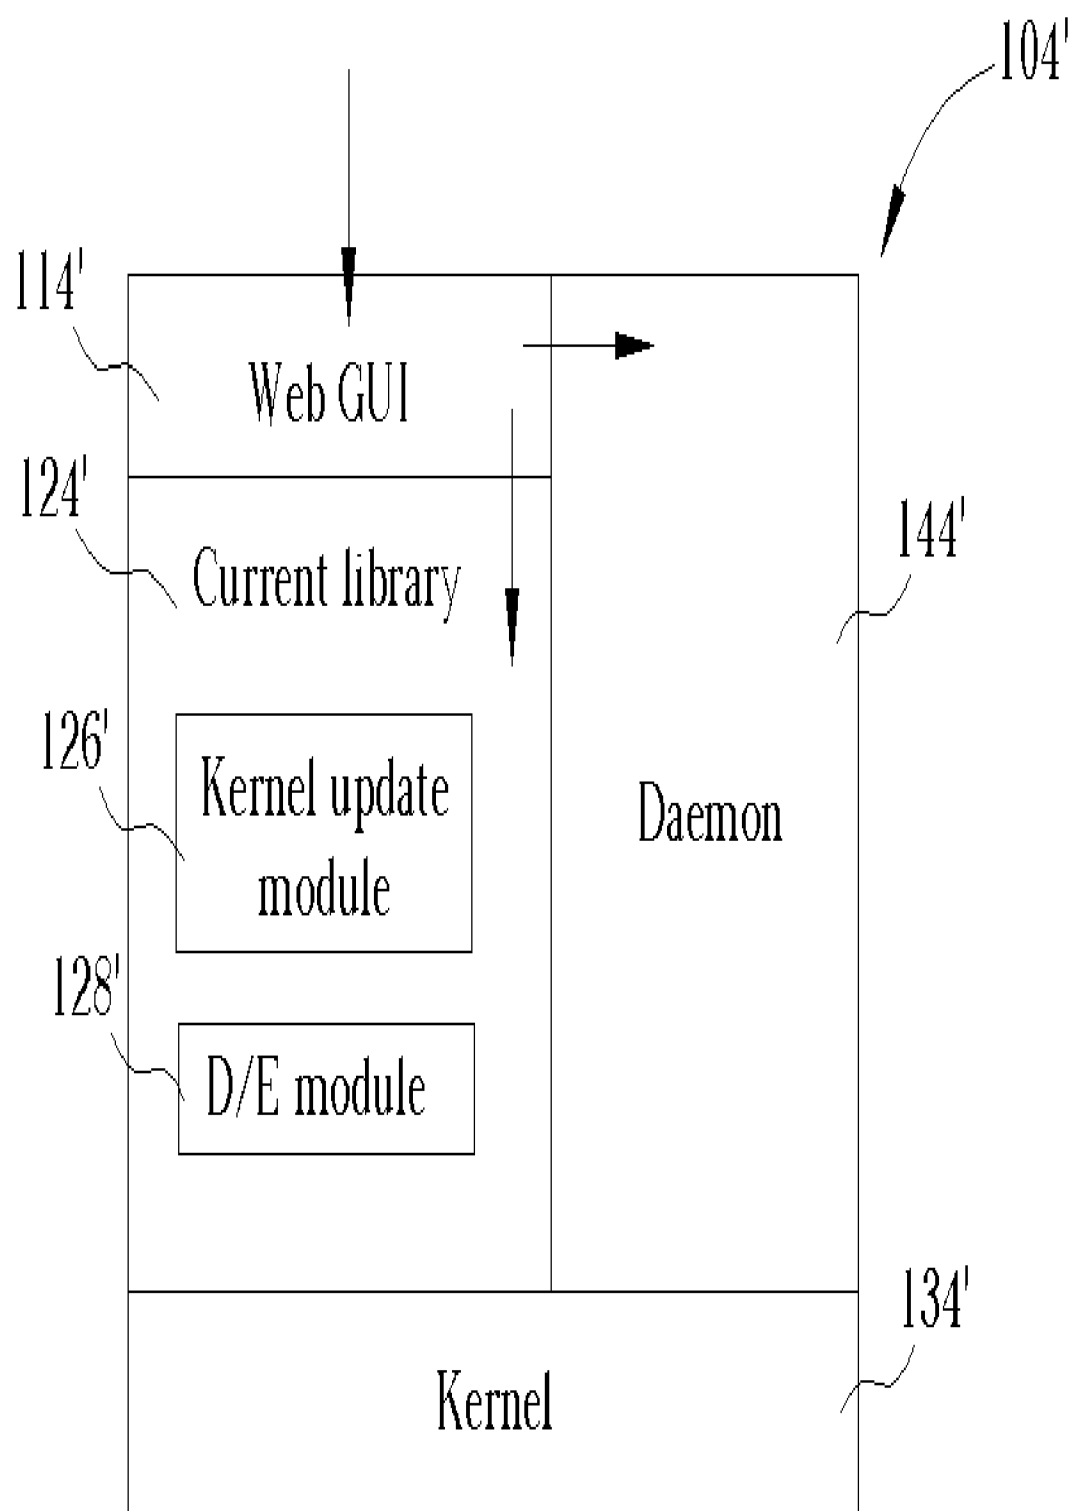 104'
114'
Web GUI
124'
Current library
144'
126'
Kernel update
module
Daemon
128'
D/E module
134'
Kernel